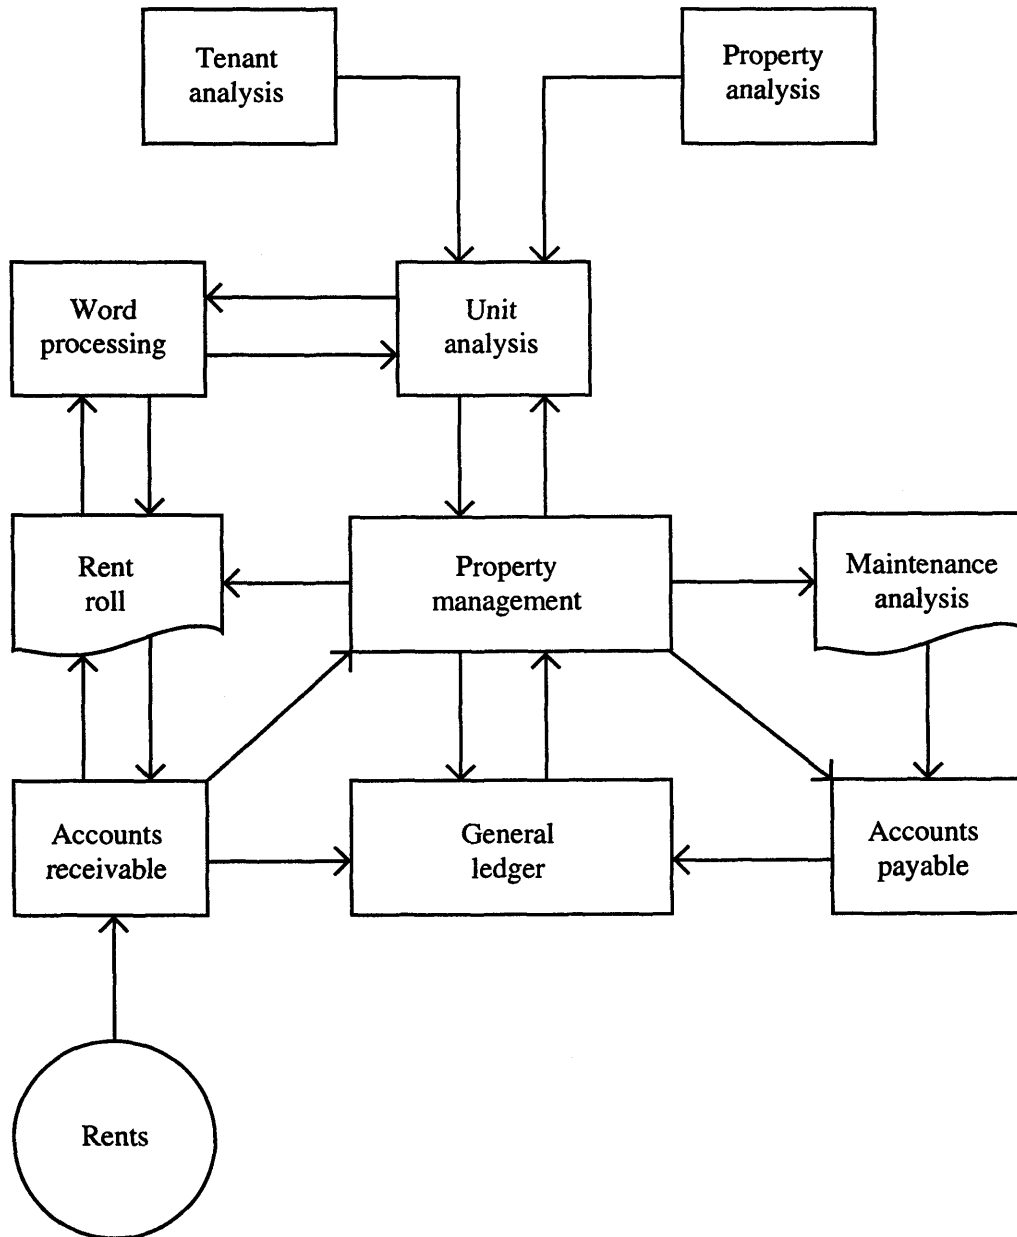 Tenant
analysis
Property
analysis
Word
processing
Unit
analysis
Rent
roll
Property
management
Maintenance
analysis
Accounts
receivable
General
ledger
Accounts
payable
Rents